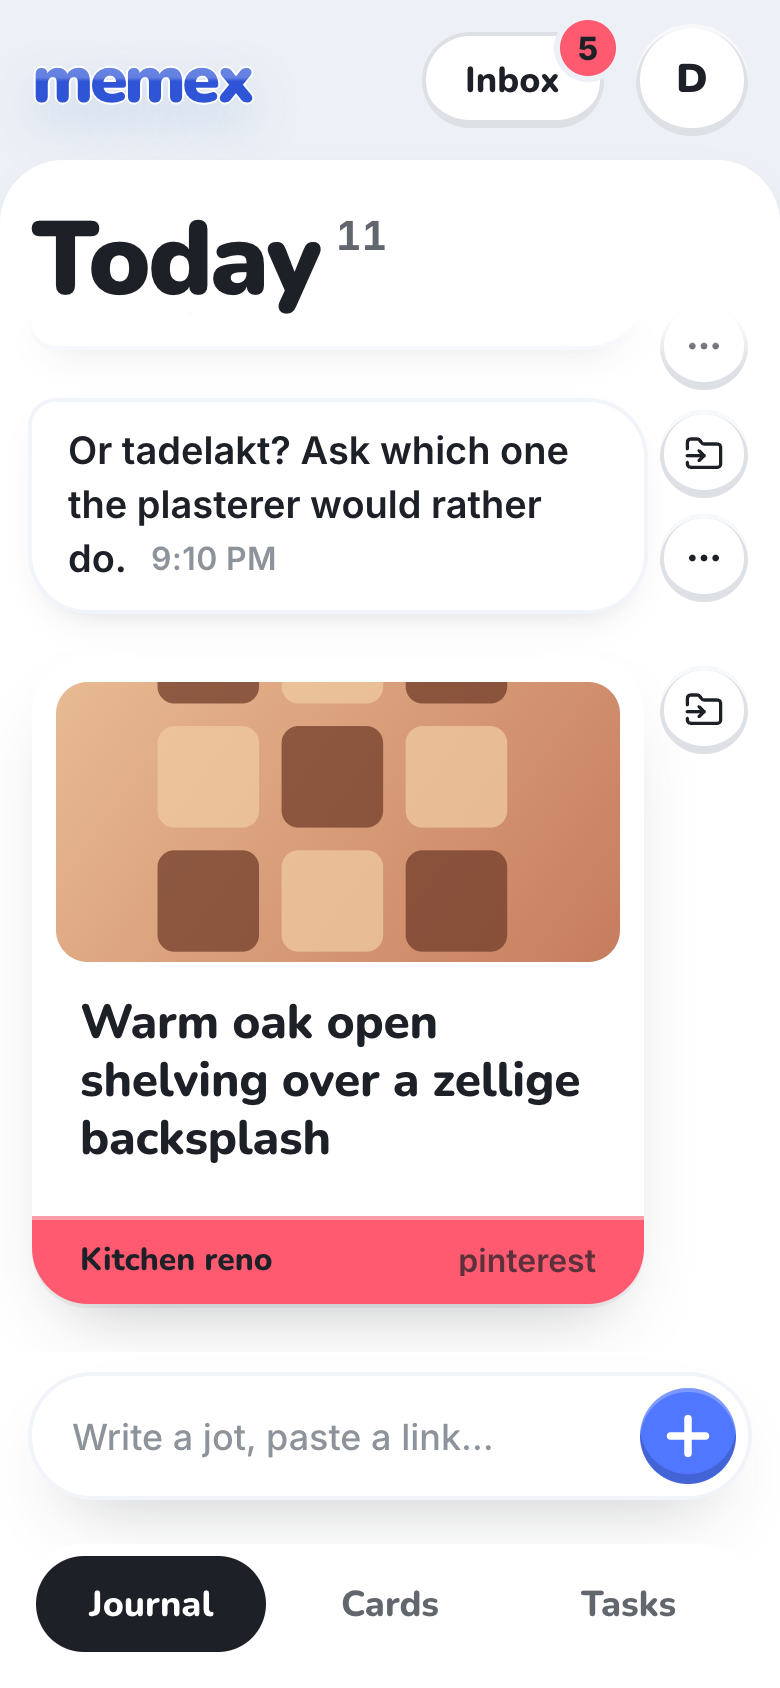 memex
Inbox
5
D
Today 11
Or tadelakt? Ask which one
the plasterer would rather
do. 9:10 PM
Warm oak open
shelving over a zellige
backsplash
Kitchen reno
pinterest
Write a jot, paste a link...
Journal
Cards
Tasks